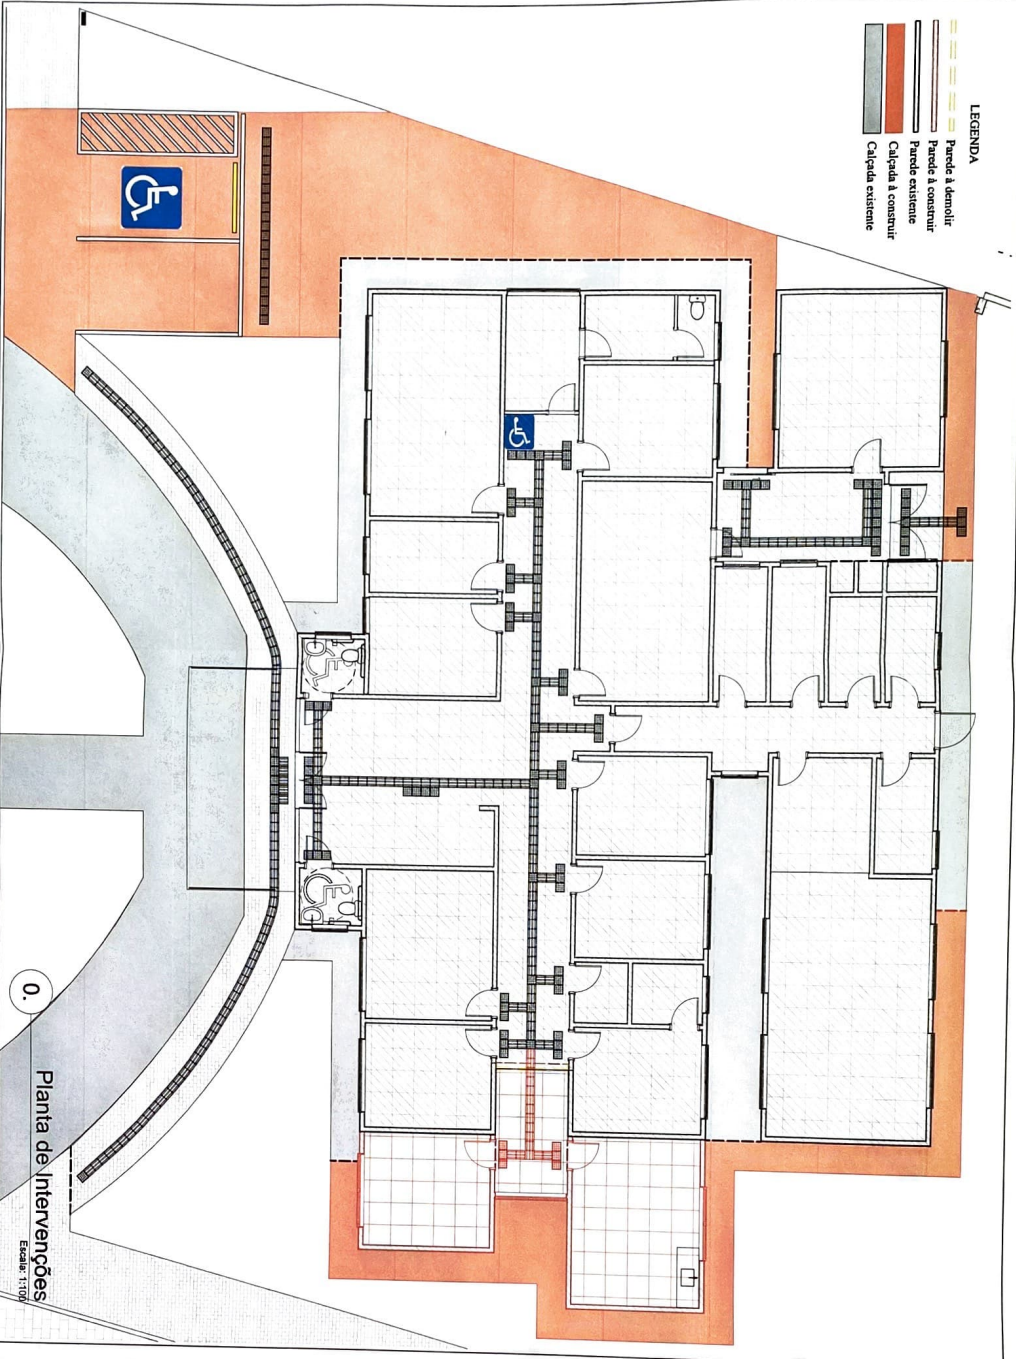 LEGENDA
Parede à demolir
Parede à construir
Parede existente
Calçada à construir
Calçada existente
0.
Planta de Intervenções
Escala: 1:100